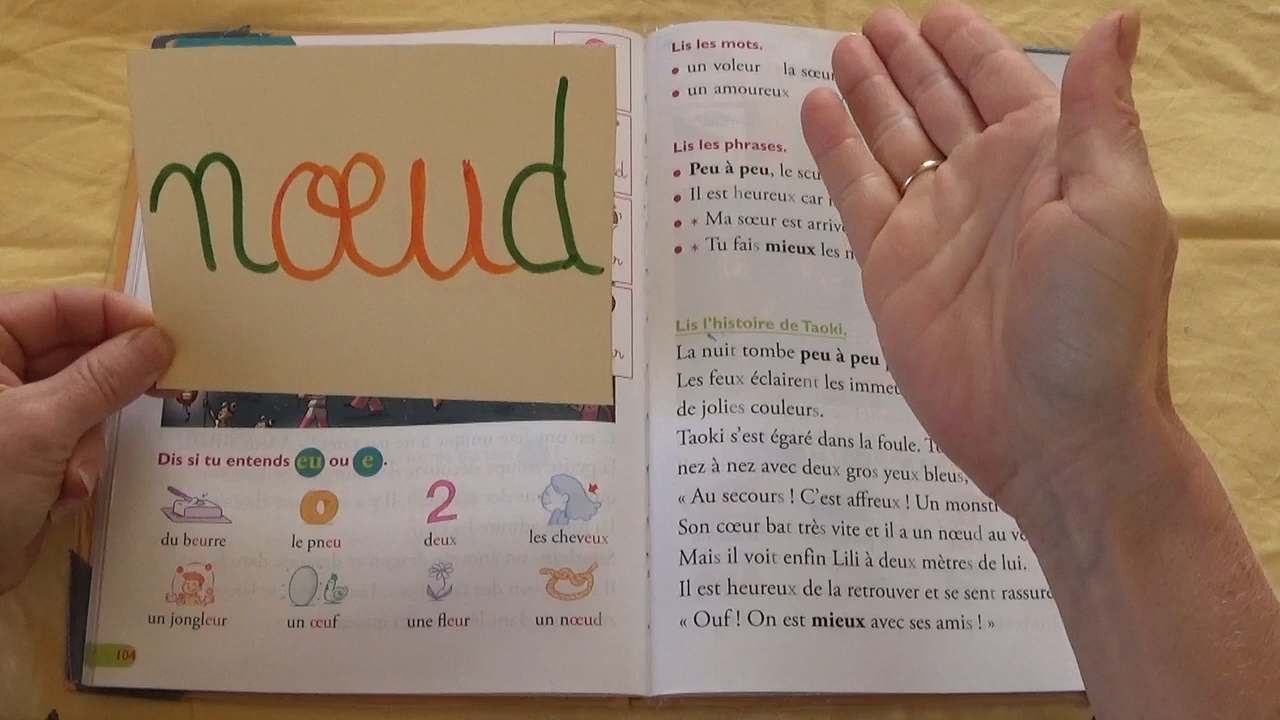 nœud
Dis si tu entends eu ou e.
du beurre le pneu deux les cheveux
un jongleur un œuf une fleur un nœud
104
Lis les mots.
un voleur la sœur
un amoureux
Lis les phrases.
Peu à peu, le
Il est heureux car
* Ma sœur est
* Tu fais mieux les
Lis l'histoire de Taoki.
La nuit tombe peu à peu
Les feux éclairent les
de jolies couleurs.
Taoki s'est égaré dans la foule.
nez à nez avec deux gros yeux bleus,
« Au secours ! C'est affreux ! Un
Son cœur bat très vite et il a un nœud au
Mais il voit enfin Lili à deux mètres de lui.
Il est heureux de la retrouver et se sent
« Ouf ! On est mieux avec ses amis ! »